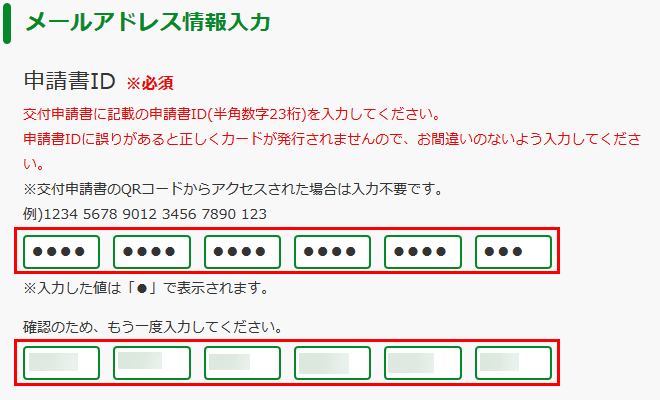 メールアドレス情報入力
申請書ID ※必須
交付申請書に記載の申請書ID(半角数字23桁)を入力してください。
申請書IDに誤りがあると正しくカードが発行されませんので、お間違いのないよう入力してくださ
い。
※交付申請書のQRコードからアクセスされた場合は入力不要です。
例)1234 5678 9012 3456 7890 123
●●●● ●●●● ●●●● ●●●● ●●●● ●●●
※入力した値は「●」で表示されます。
確認のため、もう一度入力してください。